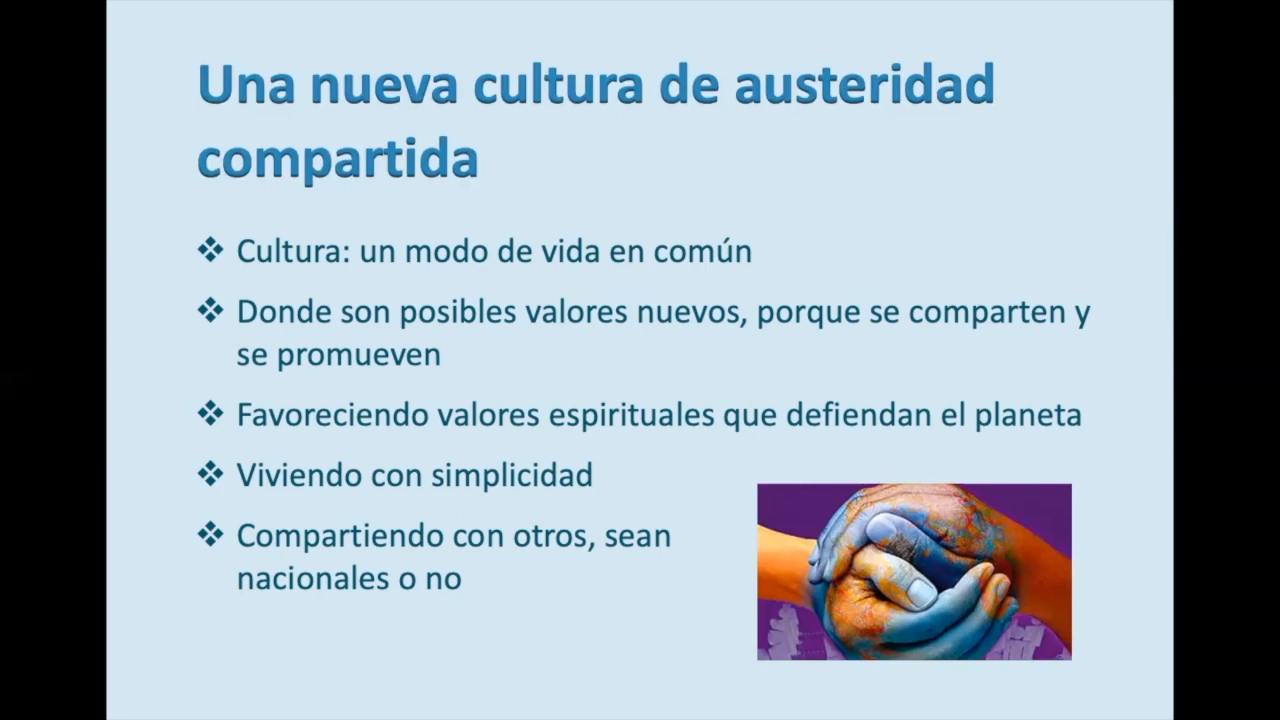 Una nueva cultura de austeridad
compartida
❖ Cultura: un modo de vida en común
❖ Donde son posibles valores nuevos, porque se comparten y
se promueven
❖ Favoreciendo valores espirituales que defiendan el planeta
❖ Viviendo con simplicidad
❖ Compartiendo con otros, sean
nacionales o no